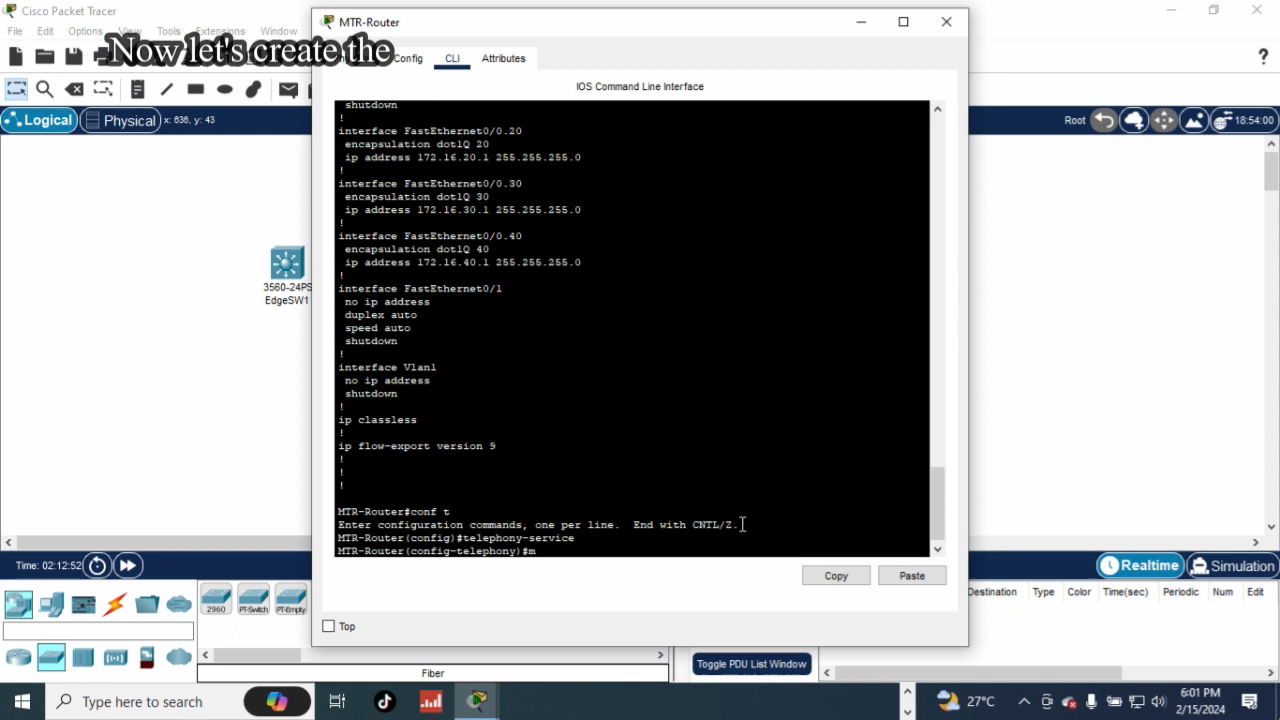 Cisco Packet Tracer
MTR-Router
File Edit Options View Tools Extensions Window
Now let's create the
Config CLI Attributes
IOS Command Line Interface
Logical Physical x: 636, y: 43
Root 18:54:00
shutdown
!
interface FastEthernet0/0.20
encapsulation dot1Q 20
ip address 172.16.20.1 255.255.255.0
!
interface FastEthernet0/0.30
encapsulation dot1Q 30
ip address 172.16.30.1 255.255.255.0
!
interface FastEthernet0/0.40
encapsulation dot1Q 40
ip address 172.16.40.1 255.255.255.0
!
interface FastEthernet0/1
no ip address
duplex auto
speed auto
shutdown
!
interface Vlan1
no ip address
shutdown
!
ip classless
!
ip flow-export version 9
!
!
!
MTR-Router#conf t
Enter configuration commands, one per line. End with CNTL/Z.
MTR-Router(config)#telephony-service
MTR-Router(config-telephony)#m
3560-24PS
EdgeSW1
Copy Paste
Top
Time: 02:12:52
Realtime Simulation
2960 PT-Switch PT-Empty
Destination Type Color Time(sec) Periodic Num Edit
Fiber
Toggle PDU List Window
Type here to search
27°C
6:01 PM
2/15/2024